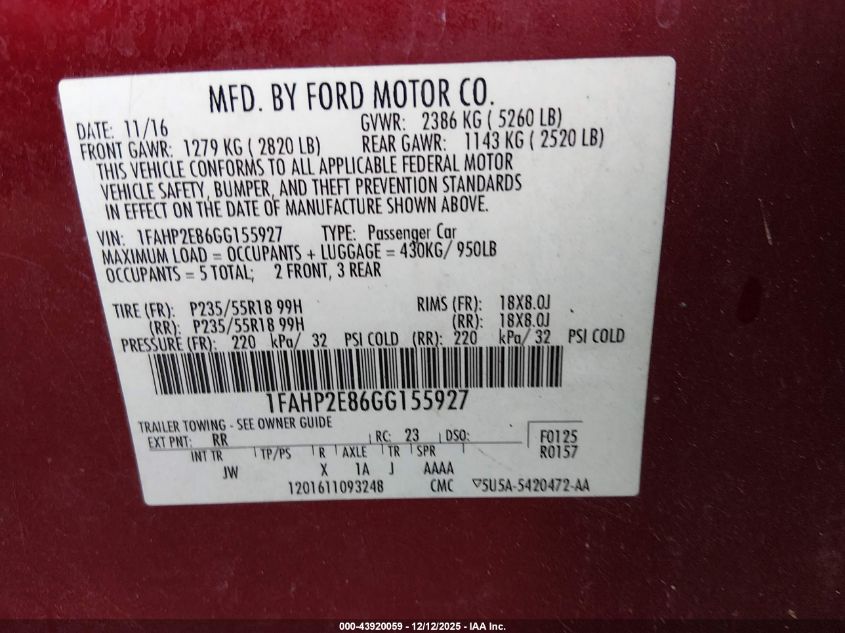 MFD. BY FORD MOTOR CO.
DATE: 11/16 GVWR: 2386 KG ( 5260 LB)
FRONT GAWR: 1279 KG ( 2820 LB) REAR GAWR: 1143 KG ( 2520 LB)
THIS VEHICLE CONFORMS TO ALL APPLICABLE FEDERAL MOTOR
VEHICLE SAFETY, BUMPER, AND THEFT PREVENTION STANDARDS
IN EFFECT ON THE DATE OF MANUFACTURE SHOWN ABOVE.
VIN: 1FAHP2E86GG155927 TYPE: Passenger Car
MAXIMUM LOAD = OCCUPANTS + LUGGAGE = 430KG/ 950LB
OCCUPANTS = 5 TOTAL; 2 FRONT, 3 REAR
TIRE (FR): P235/55R18 99H RIMS (FR): 18X8.0J
(RR): P235/55R18 99H (RR): 18X8.0J
PRESSURE (FR): 220 kPa/ 32 PSI COLD (RR): 220 kPa/ 32 PSI COLD
1FAHP2E86GG155927
TRAILER TOWING - SEE OWNER GUIDE
EXT PNT: RR RC: 23 DSO: F0125
INT TR TP/PS R AXLE TR SPR R0157
JW X 1A J AAAA
12016110932​4B CMC ▽5U5A-5420472-AA
000-43920059 - 12/12/2025 - IAA Inc.